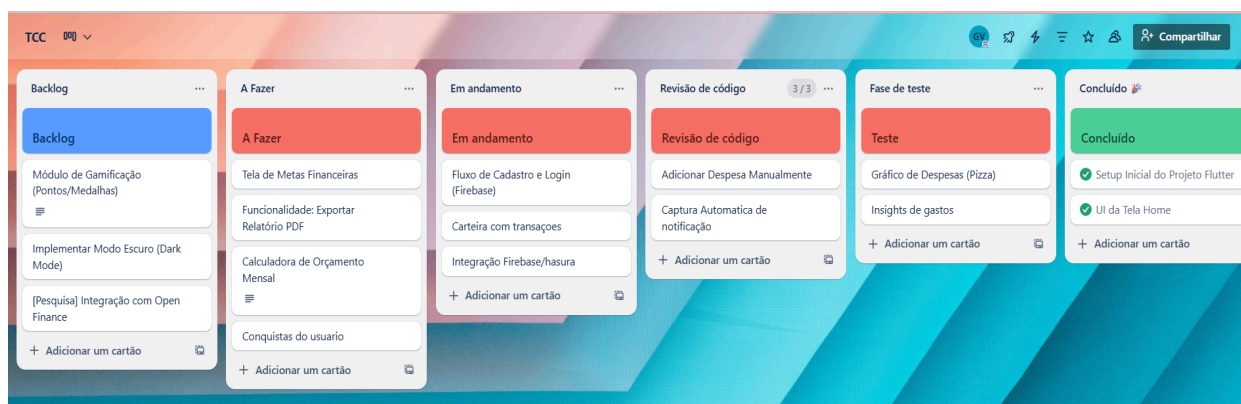 TCC
GV
Compartilhar
Backlog
Backlog
Módulo de Gamificação
(Pontos/Medalhas)
Implementar Modo Escuro (Dark
Mode)
[Pesquisa] Integração com Open
Finance
+ Adicionar um cartão
A Fazer
A Fazer
Tela de Metas Financeiras
Funcionalidade: Exportar
Relatório PDF
Calculadora de Orçamento
Mensal
Conquistas do usuario
+ Adicionar um cartão
Em andamento
Em andamento
Fluxo de Cadastro e Login
(Firebase)
Carteira com transaçoes
Integração Firebase/hasura
+ Adicionar um cartão
Revisão de código 3/3
Revisão de código
Adicionar Despesa Manualmente
Captura Automatica de
notificação
+ Adicionar um cartão
Fase de teste
Teste
Gráfico de Despesas (Pizza)
Insights de gastos
+ Adicionar um cartão
Concluído 🎉
Concluído
Setup Inicial do Projeto Flutter
UI da Tela Home
+ Adicionar um cartão